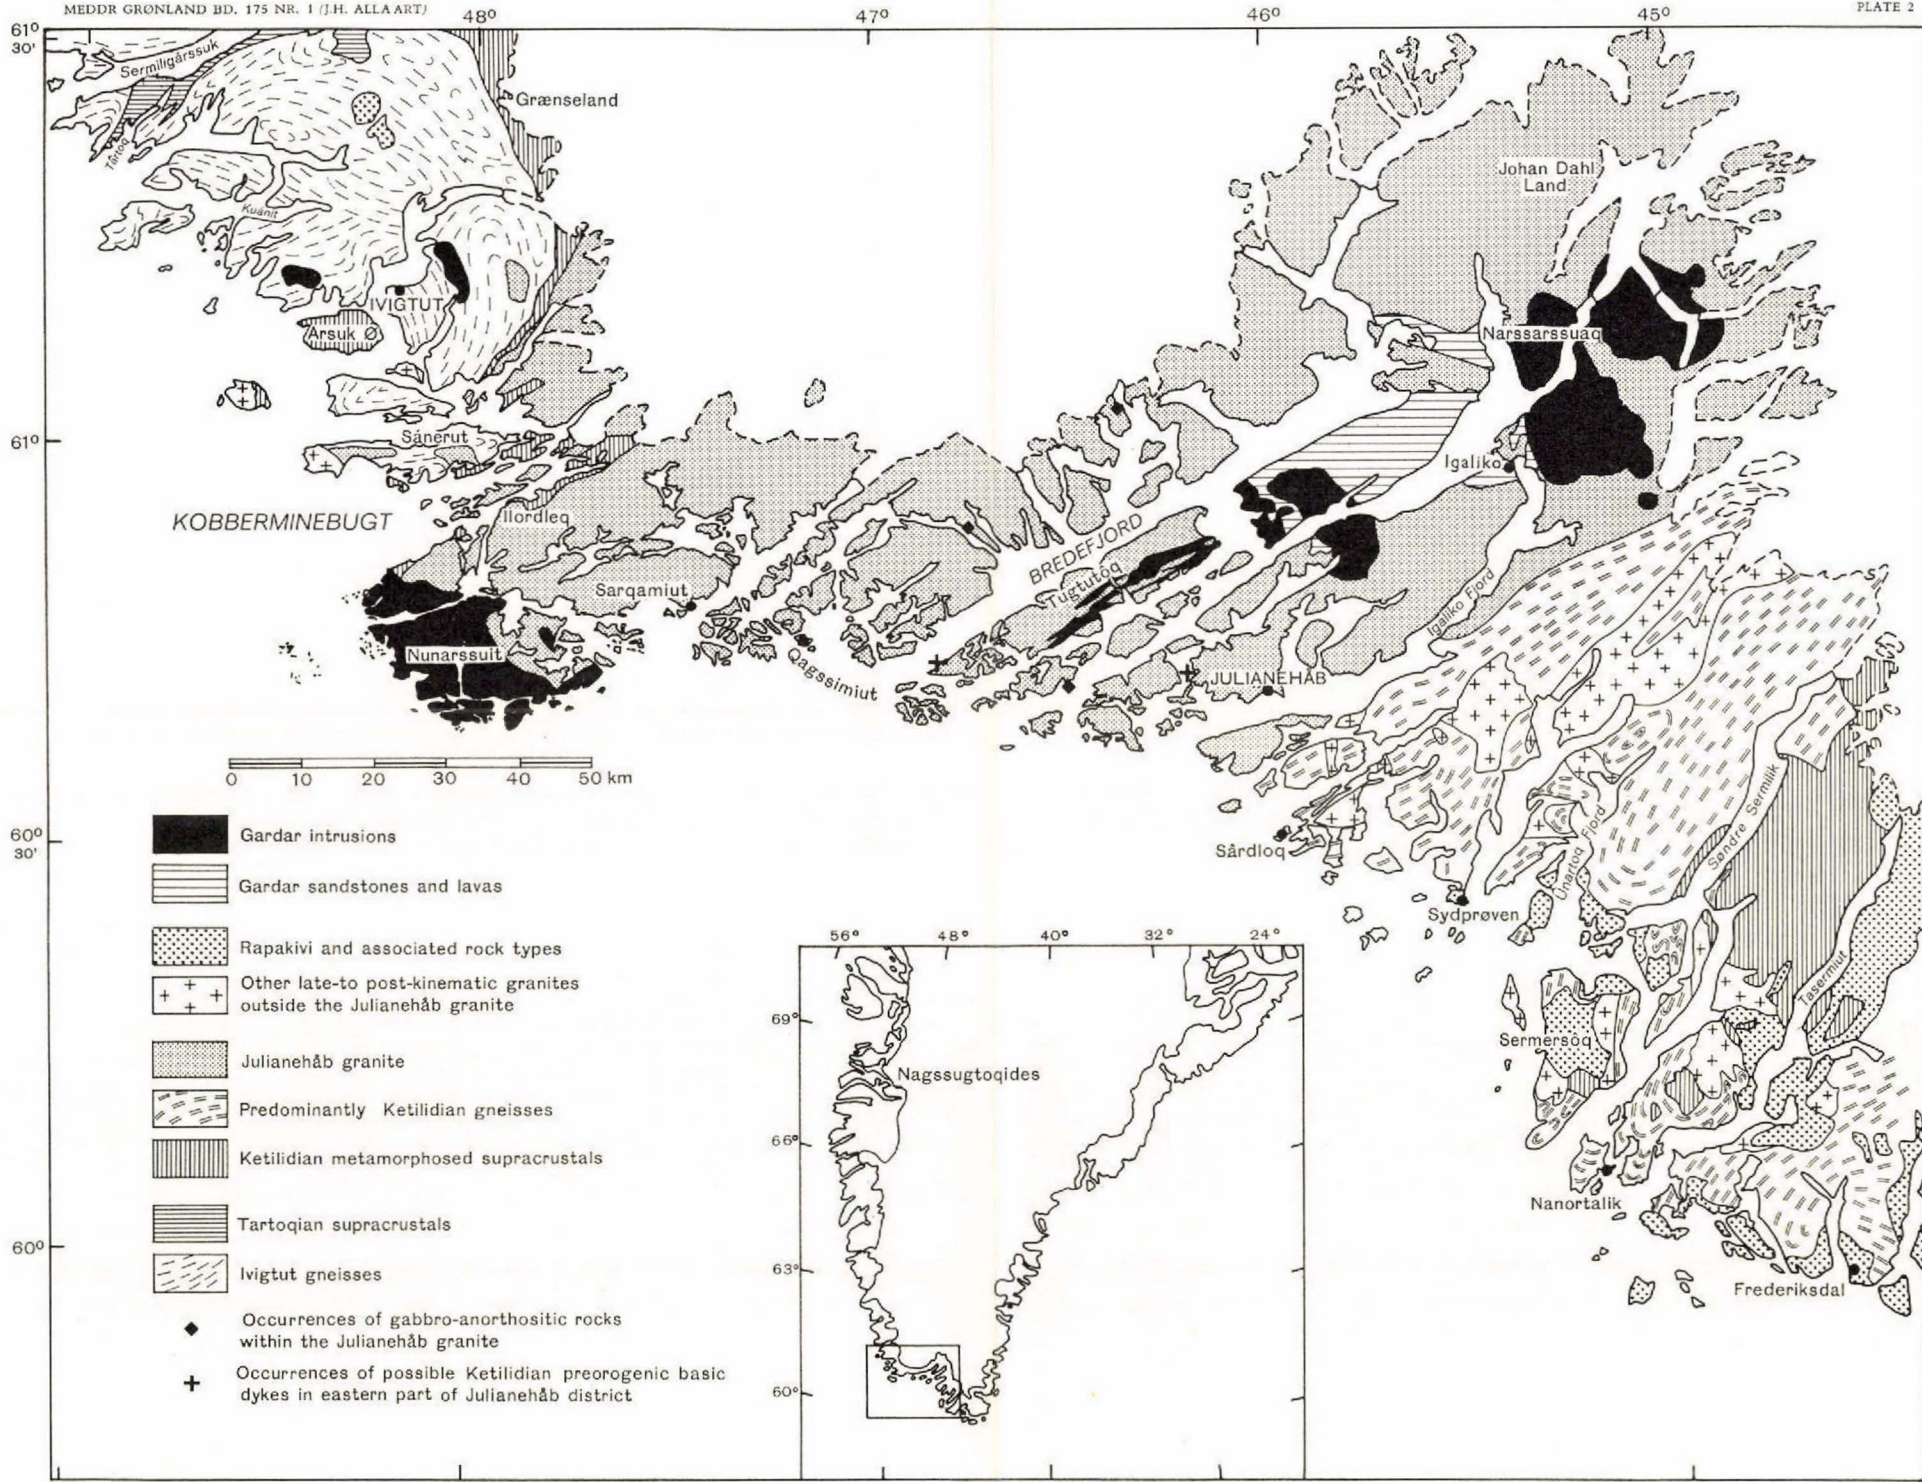 MEDDR GRØNLAND BD. 175 NR. 1 (J.H. ALLAART)
PLATE 2
48°
47°
46°
45°
61°
30'
Sermiligârssuk
Grænseland
Târtoq
Johan Dahl
Land
Kuánit
IVIGTUT
Arsuk Ø
Narssarssuaq
61°
Sánerut
Igaliko
KOBBERMINEBUGT
Ilordleq
BREDEFJORD
Sarqamiut
Tugtutôq
Igaliko Fjord
Nunarssuit
Qagssimiut
JULIANEHÅB
0 10 20 30 40 50 km
Søndre Sermilik
60°
30'
Gardar intrusions
Sârdloq
Unartoq Fjord
Gardar sandstones and lavas
Sydprøven
Rapakivi and associated rock types
Other late-to post-kinematic granites
outside the Julianehåb granite
Tasermiut
Sermersôq
Julianehåb granite
Predominantly Ketilidian gneisses
Ketilidian metamorphosed supracrustals
Nanortalik
Tartoqian supracrustals
60°
Ivigtut gneisses
Frederiksdal
Occurrences of gabbro-anorthositic rocks
within the Julianehåb granite
Occurrences of possible Ketilidian preorogenic basic
dykes in eastern part of Julianehåb district
56° 48° 40° 32° 24°
69°
Nagssugtoqides
66°
63°
60°